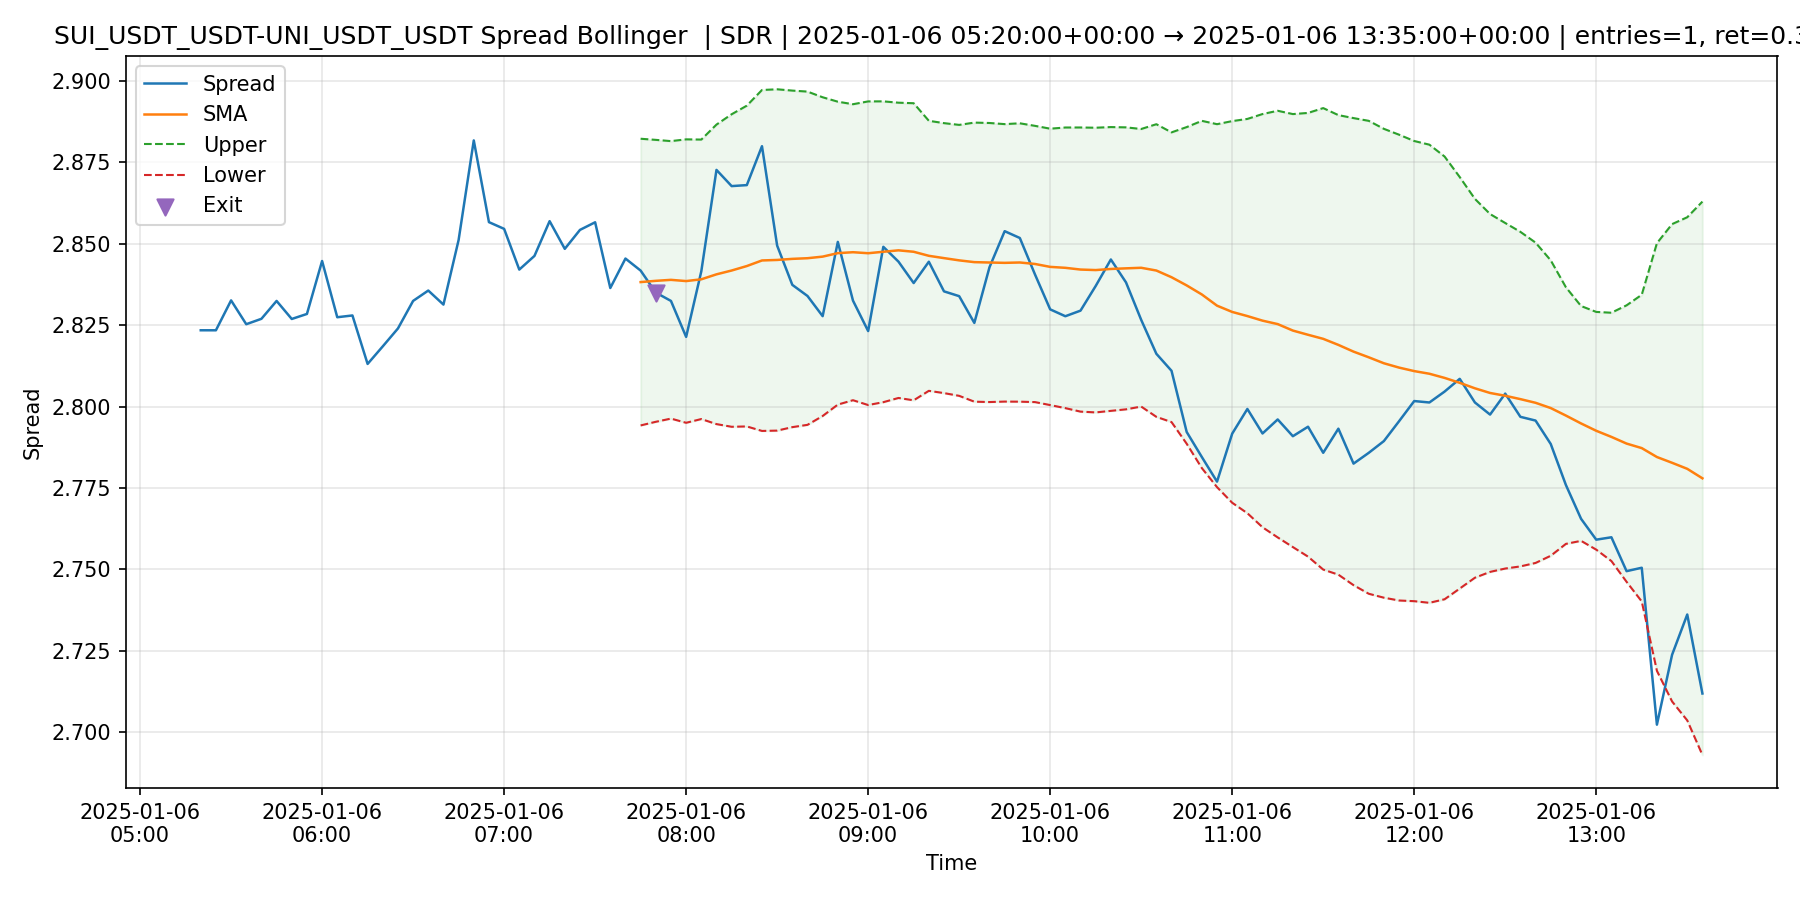 SUI_USDT_USDT-UNI_USDT_USDT Spread Bollinger | SDR | 2025-01-06 05:20:00+00:00 → 2025-01-06 13:35:00+00:00 | entries=1, ret=0.3
Spread
SMA
Upper
Lower
Exit
2.900
2.875
2.850
2.825
2.800
2.775
2.750
2.725
2.700
Spread
2025-01-06 2025-01-06 2025-01-06 2025-01-06 2025-01-06 2025-01-06 2025-01-06 2025-01-06 2025-01-06
05:00 06:00 07:00 08:00 09:00 10:00 11:00 12:00 13:00
Time